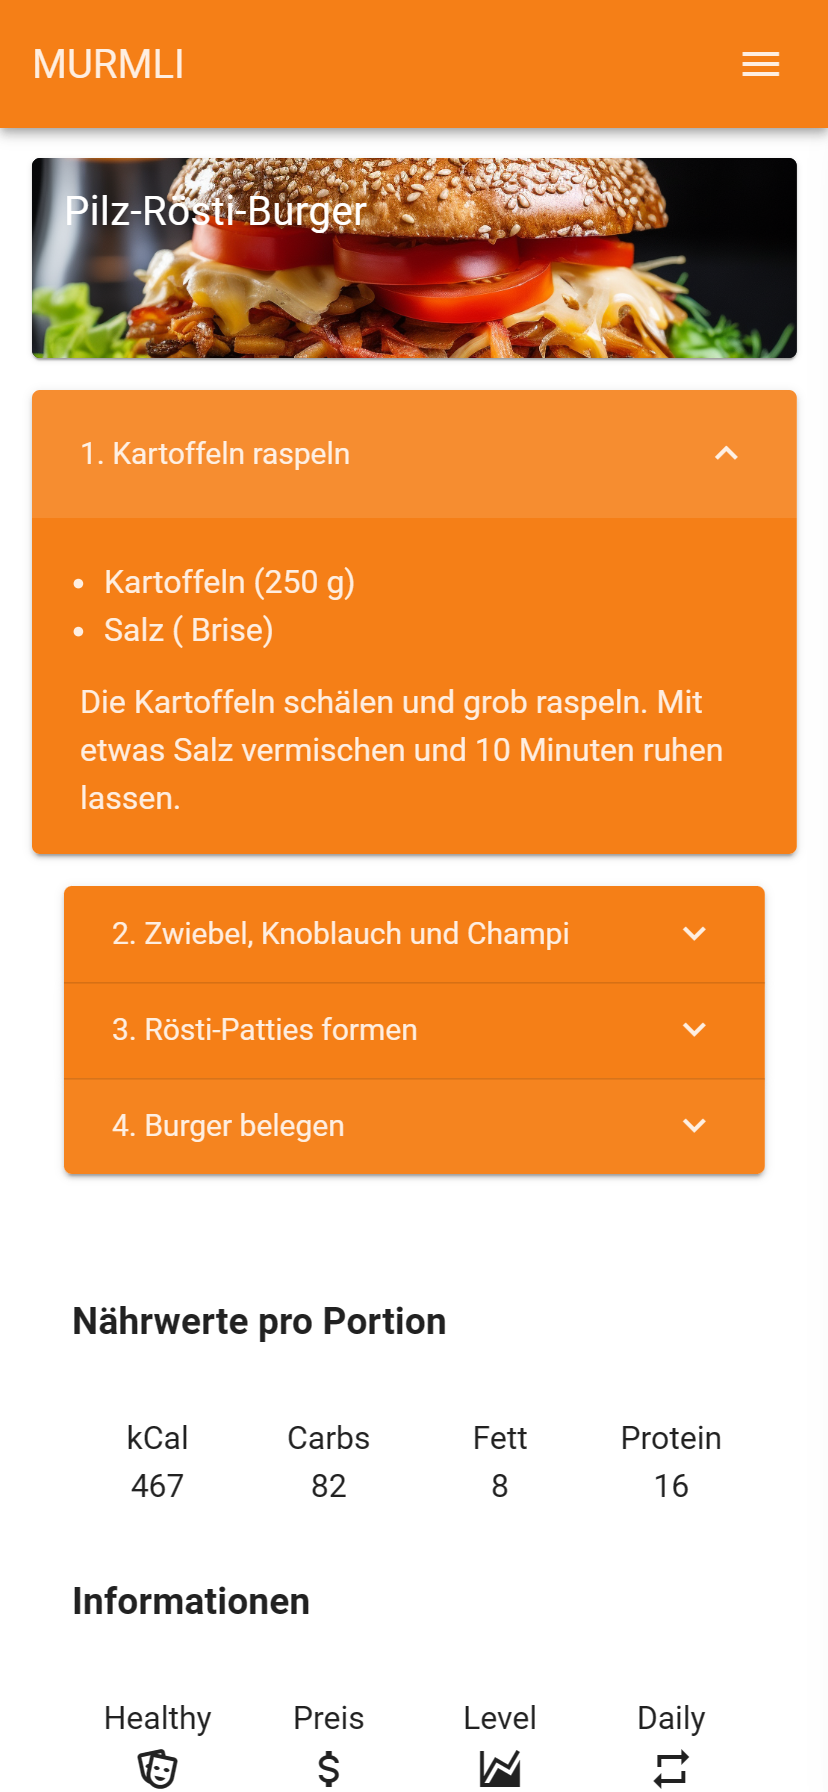 MURMLI
Pilz-Rösti-Burger
1. Kartoffeln raspeln
• Kartoffeln (250 g)
• Salz ( Brise)
Die Kartoffeln schälen und grob raspeln. Mit
etwas Salz vermischen und 10 Minuten ruhen
lassen.
2. Zwiebel, Knoblauch und Champi
3. Rösti-Patties formen
4. Burger belegen
Nährwerte pro Portion
kCal Carbs Fett Protein
467 82 8 16
Informationen
Healthy Preis Level Daily